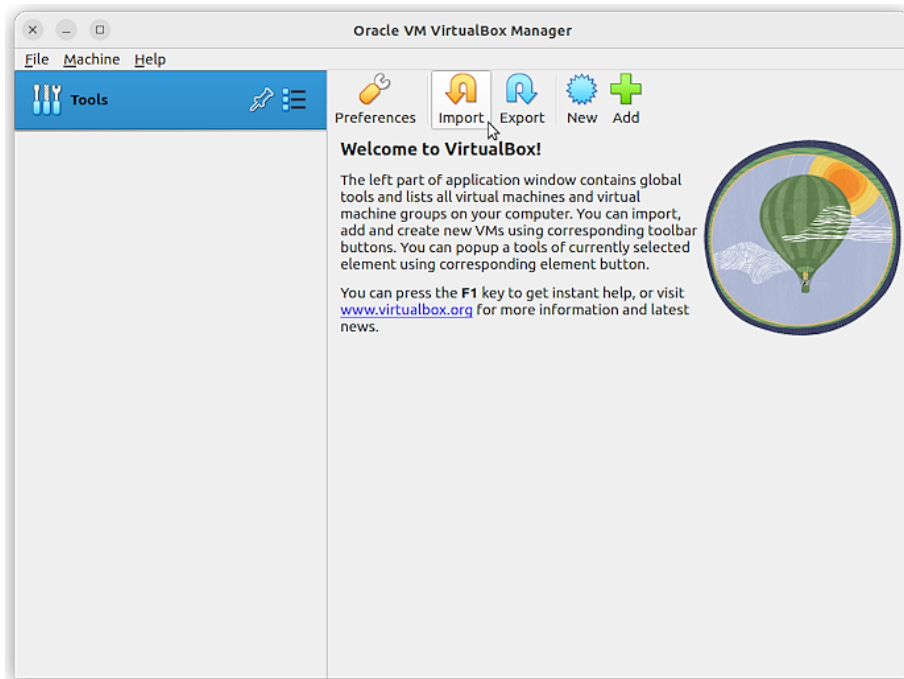 Oracle VM VirtualBox Manager
File Machine Help
Tools
Preferences Import Export New Add
Welcome to VirtualBox!
The left part of application window contains global
tools and lists all virtual machines and virtual
machine groups on your computer. You can import,
add and create new VMs using corresponding toolbar
buttons. You can popup a tools of currently selected
element using corresponding element button.
You can press the F1 key to get instant help, or visit
www.virtualbox.org for more information and latest
news.